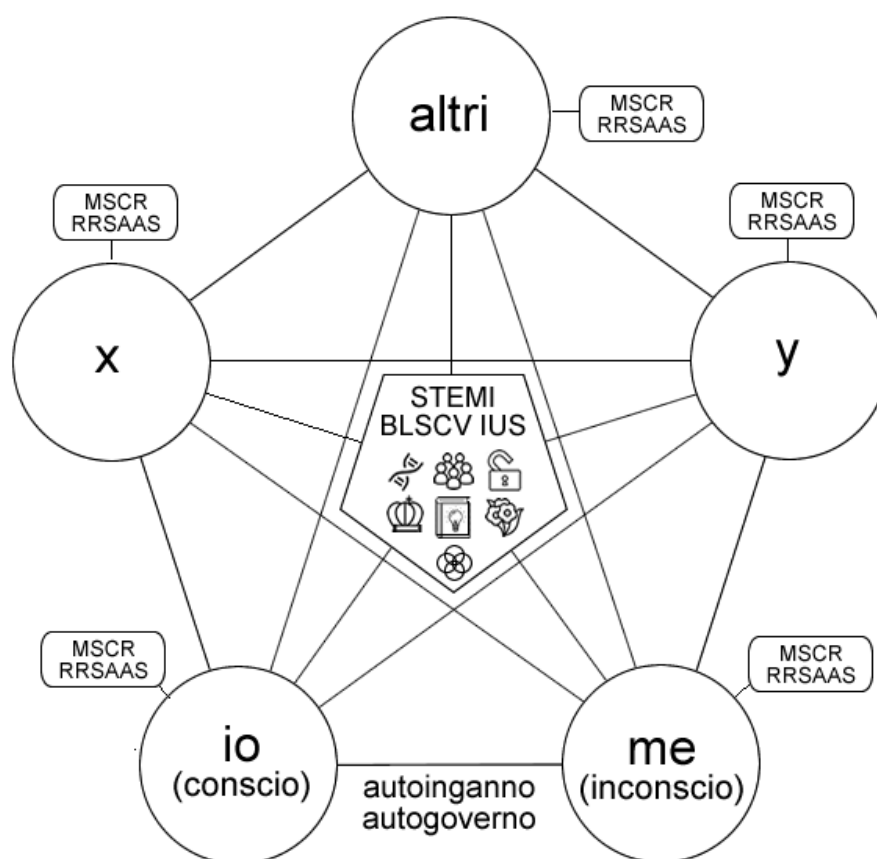 altri
MSCR
RRSAAS
MSCR
RRSAAS
MSCR
RRSAAS
x
y
STEMI
BLSCV IUS
MSCR
RRSAAS
MSCR
RRSAAS
io
(conscio)
me
(inconscio)
autoinganno
autogoverno